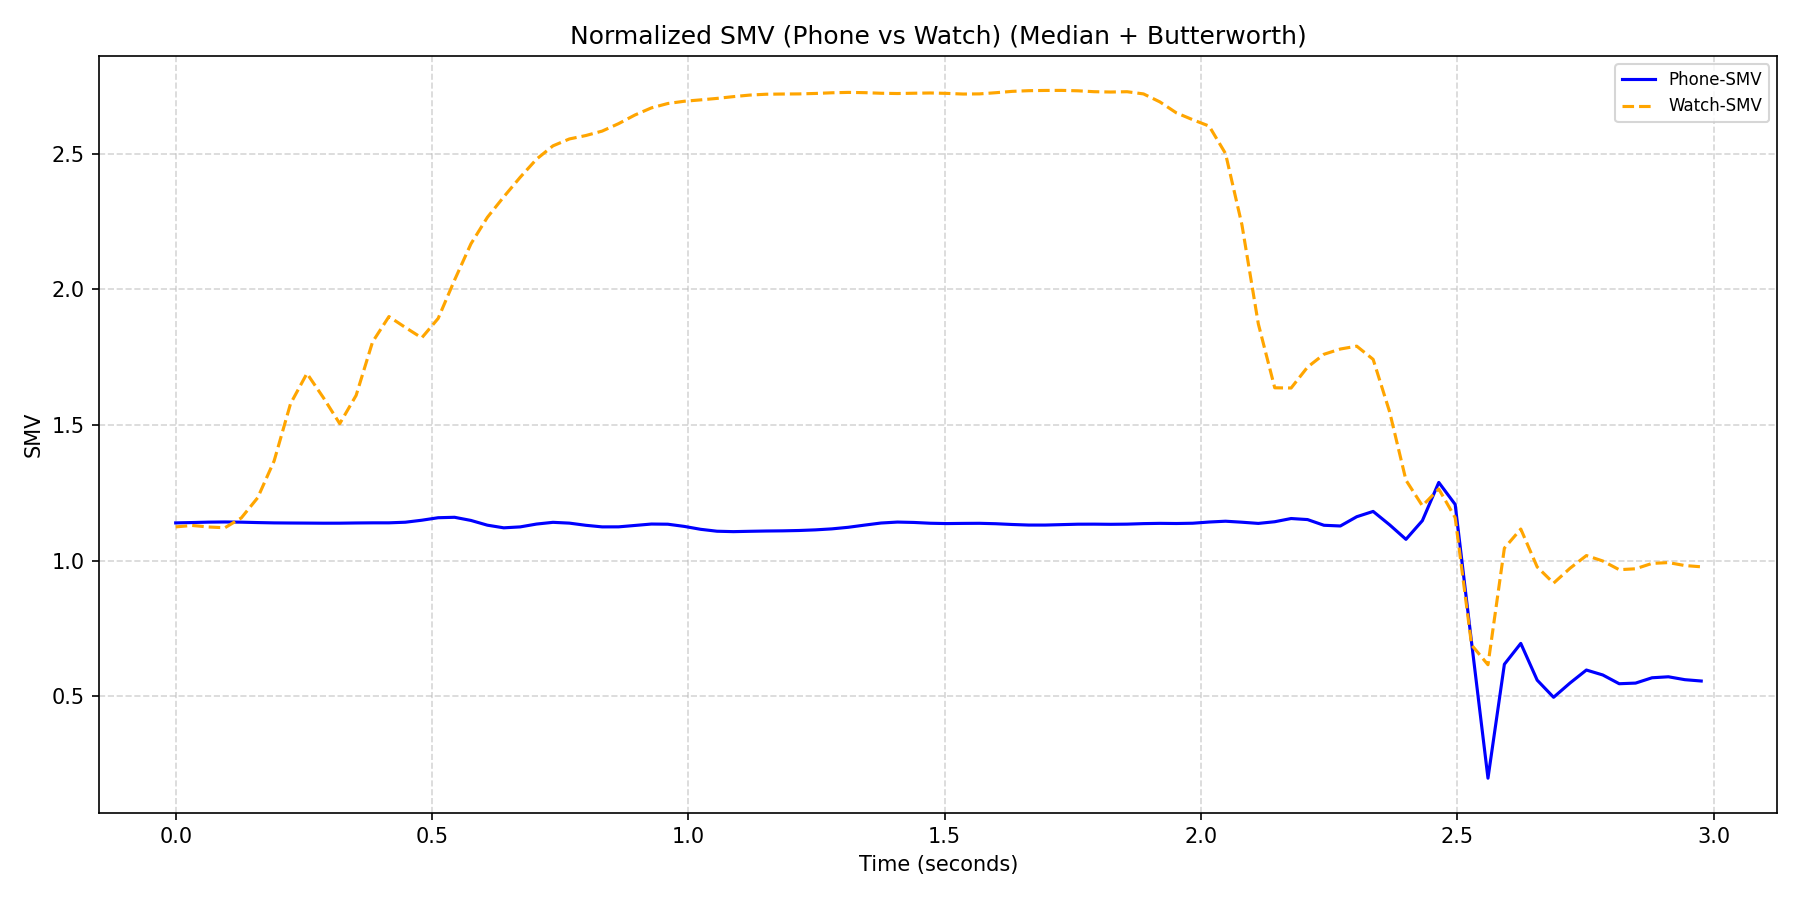 Normalized SMV (Phone vs Watch) (Median + Butterworth)
Phone-SMV
Watch-SMV
2.5
2.0
1.5
1.0
0.5
SMV
0.0 0.5 1.0 1.5 2.0 2.5 3.0
Time (seconds)